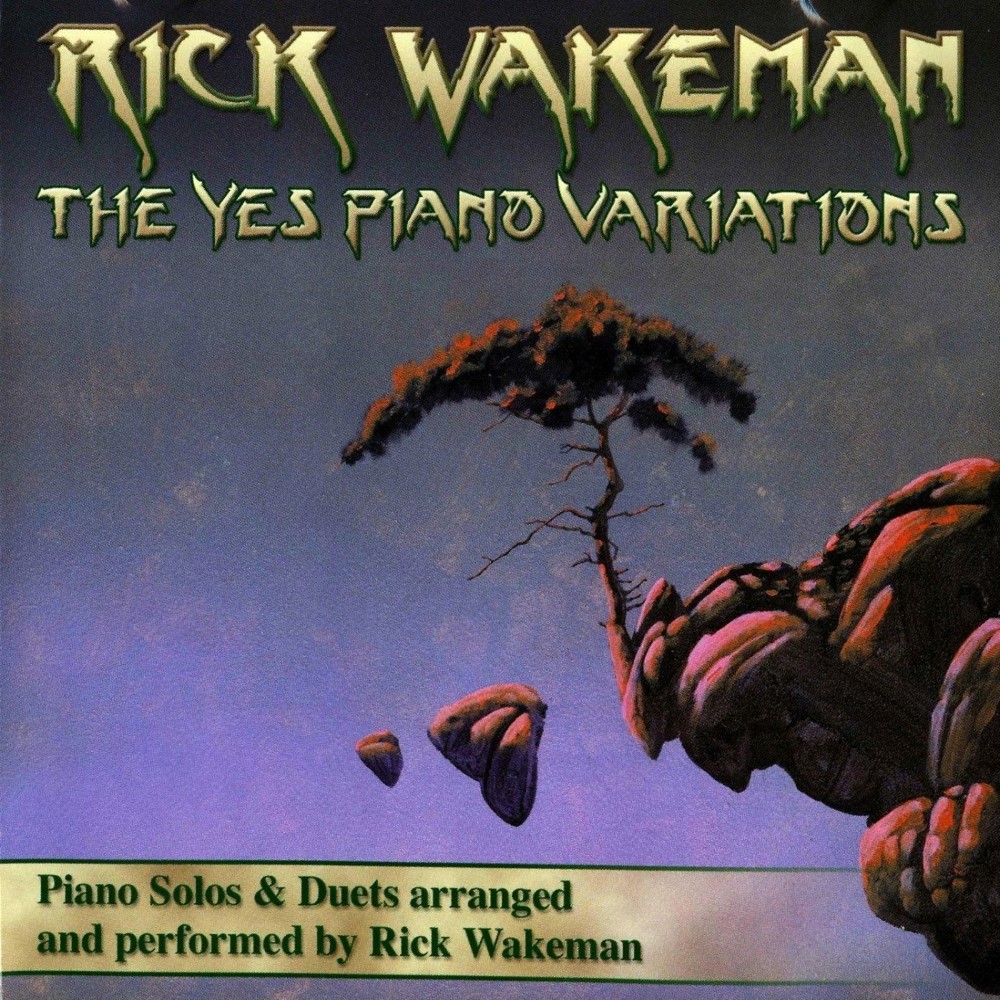 RICK WAKEMAN
THE YES PIANO VARIATIONS
Piano Solos & Duets arranged
and performed by Rick Wakeman